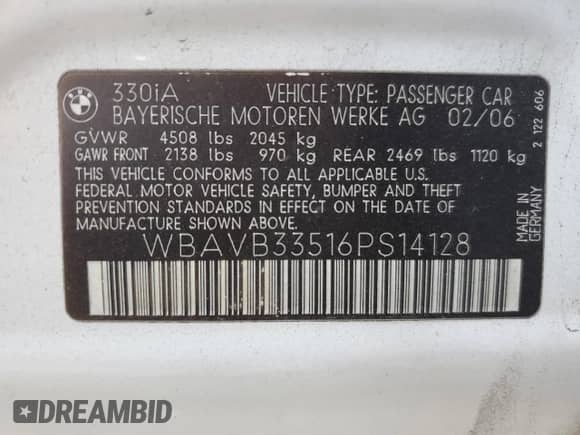 BMW
330iA VEHICLE TYPE: PASSENGER CAR
BAYERISCHE MOTOREN WERKE AG 02/06
GVWR 4508 lbs 2045 kg
GAWR FRONT 2138 lbs 970 kg REAR 2469 lbs 1120 kg
THIS VEHICLE CONFORMS TO ALL APPLICABLE U.S.
FEDERAL MOTOR VEHICLE SAFETY, BUMPER AND THEFT
PREVENTION STANDARDS IN EFFECT ON THE DATE OF
MANUFACTURE SHOWN ABOVE.
WBAVB33516PS14128
MADE IN
GERMANY
2 122 606
DREAMBID